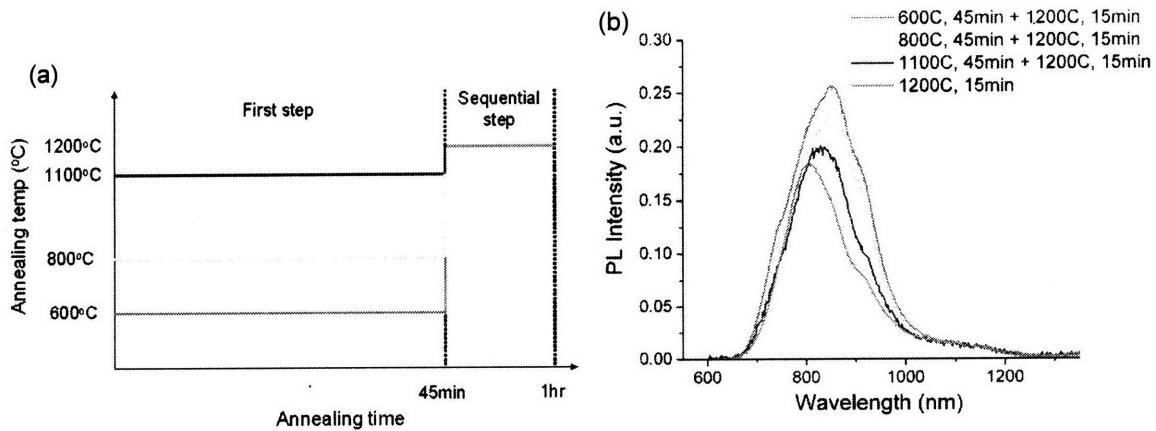 (a)
First step
Sequential
step
1200°C
1100°C
800°C
600°C
Annealing temp (°C)
45min
1hr
Annealing time
(b)
600C, 45min + 1200C, 15min
800C, 45min + 1200C, 15min
1100C, 45min + 1200C, 15min
1200C, 15min
0.30
0.25
0.20
0.15
0.10
0.05
0.00
PL Intensity (a.u.)
600
800
1000
1200
Wavelength (nm)